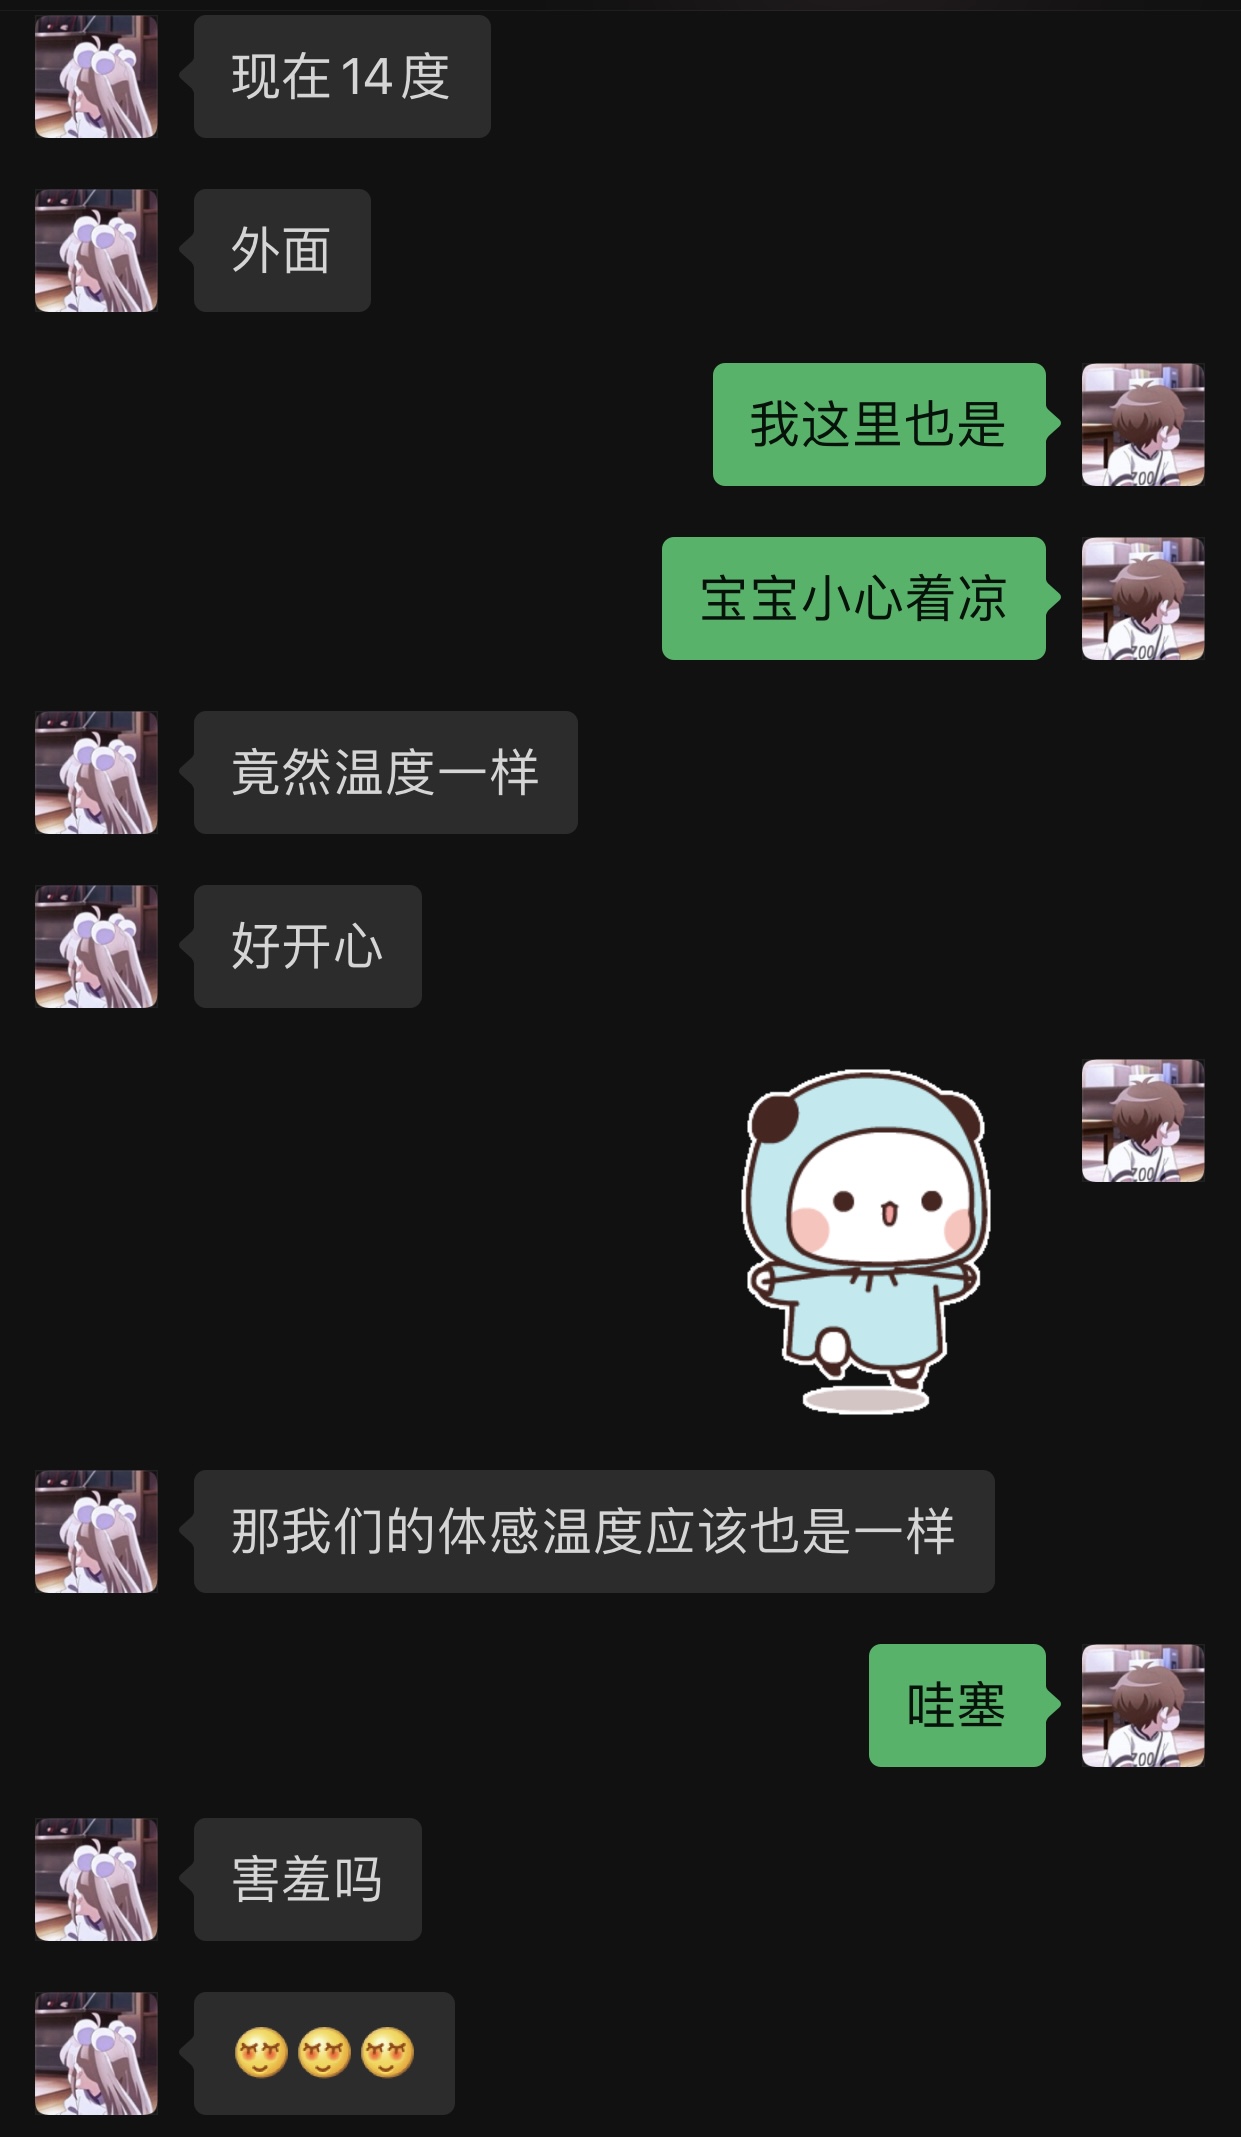 现在14度
外面
我这里也是
宝宝小心着凉
竟然温度一样
好开心
那我们的体感温度应该也是一样
哇塞
害羞吗